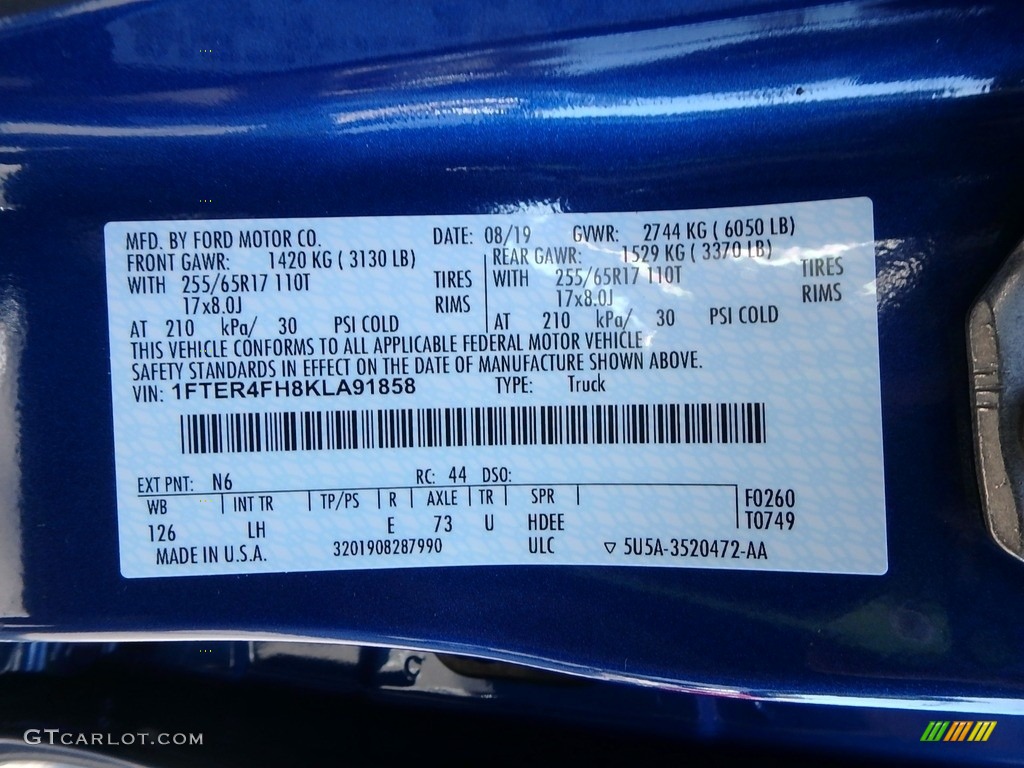 MFD. BY FORD MOTOR CO. DATE: 08/19 GVWR: 2744 KG ( 6050 LB)
FRONT GAWR: 1420 KG ( 3130 LB) REAR GAWR: 1529 KG ( 3370 LB)
WITH 255/65R17 110T TIRES WITH 255/65R17 110T TIRES
17x8.0J RIMS 17x8.0J RIMS
AT 210 kPa/ 30 PSI COLD AT 210 kPa/ 30 PSI COLD
THIS VEHICLE CONFORMS TO ALL APPLICABLE FEDERAL MOTOR VEHICLE
SAFETY STANDARDS IN EFFECT ON THE DATE OF MANUFACTURE SHOWN ABOVE.
VIN: 1FTER4FH8KLA91858 TYPE: Truck
EXT PNT: N6 RC: 44 DSO:
WB INT TR TP/PS R AXLE TR SPR F0260
126 LH E 73 U HDEE T0749
MADE IN U.S.A. 3201908287990 ULC ▽ 5U5A-3520472-AA
GTCARLOT.COM